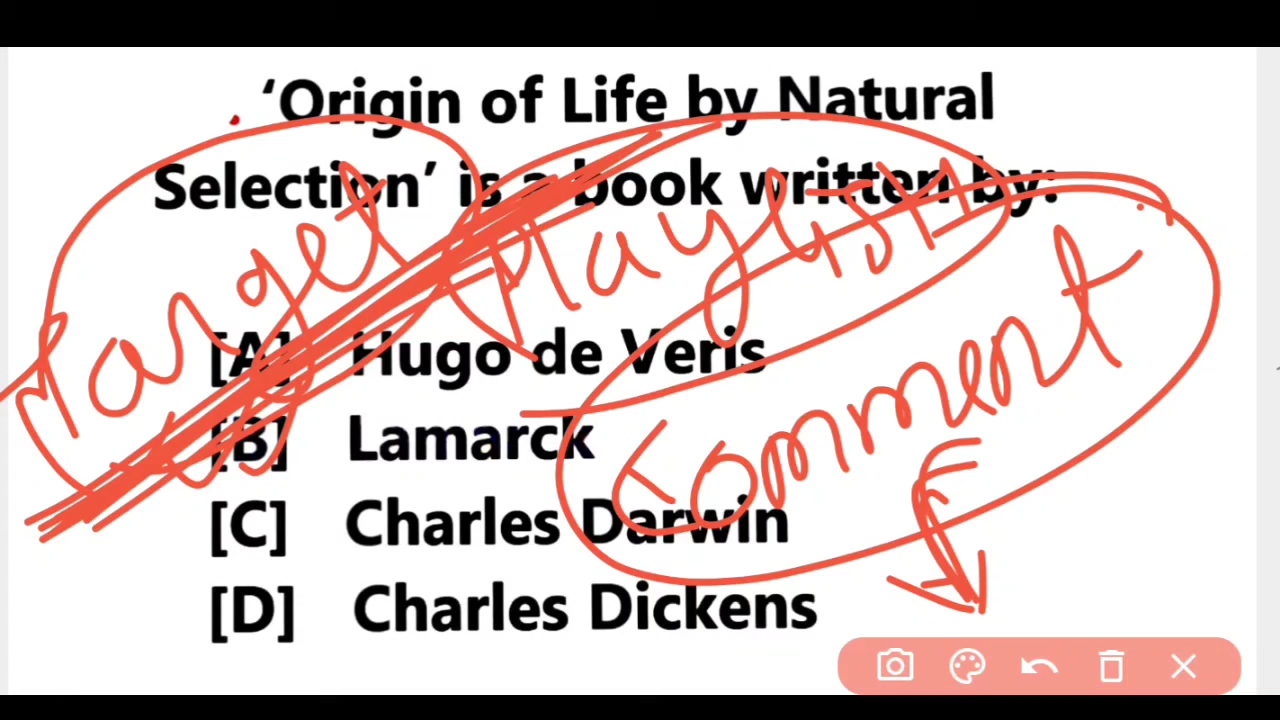 ‘Origin of Life by Natural
Selection’ is a book written by:
[A] Hugo de Veris
[B] Lamarck
[C] Charles Darwin
[D] Charles Dickens
Target
Playlist
Comment